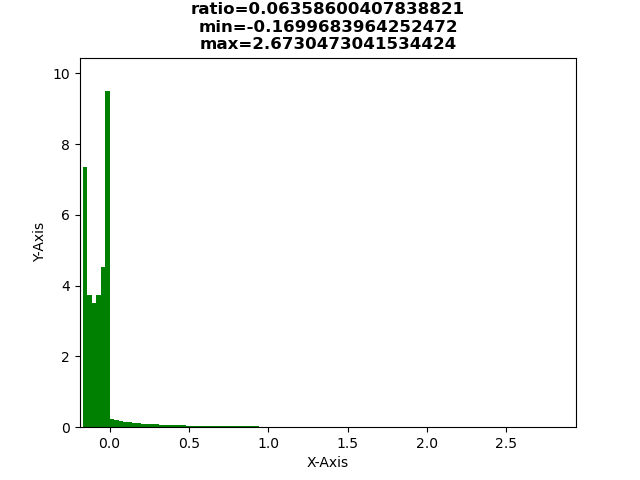 ratio=0.06358600407838821
min=-0.1699683964252472
max=2.6730473041534424
10
8
6
4
2
0
Y-Axis
0.0 0.5 1.0 1.5 2.0 2.5
X-Axis